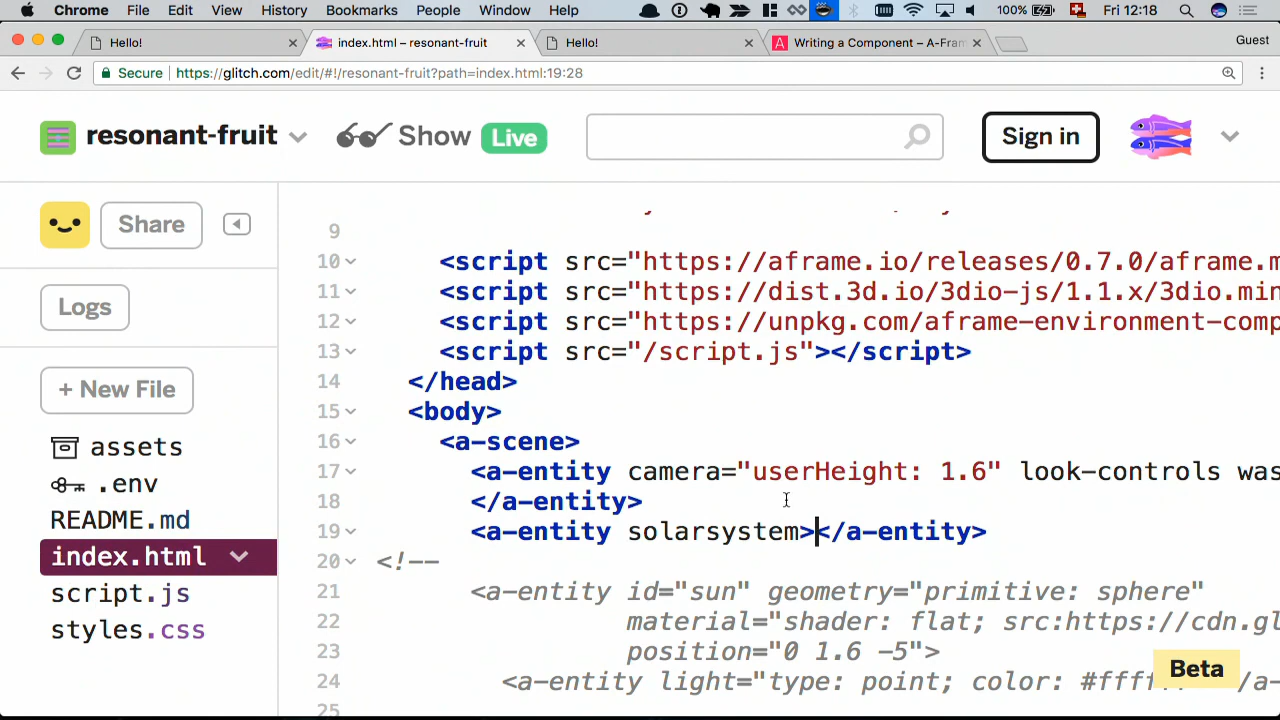 Chrome File Edit View History Bookmarks People Window Help 100% Fri 12:18
Hello! index.html – resonant-fruit Hello! Writing a Component – A-Fram Guest
Secure https://glitch.com/edit/#!/resonant-fruit?path=index.html:19:28
resonant-fruit Show Live Sign in
Share
Logs
+ New File
assets
.env
README.md
index.html
script.js
styles.css
9
10 <script src="https://aframe.io/releases/0.7.0/aframe.m
11 <script src="https://dist.3d.io/3dio-js/1.1.x/3dio.min
12 <script src="https://unpkg.com/aframe-environment-comp
13 <script src="/script.js"></script>
14 </head>
15 <body>
16 <a-scene>
17 <a-entity camera="userHeight: 1.6" look-controls was
18 </a-entity>
19 <a-entity solarsystem></a-entity>
20 <!--
21 <a-entity id="sun" geometry="primitive: sphere"
22 material="shader: flat; src:https://cdn.gl
23 position="0 1.6 -5">
24 <a-entity light="type: point; color: #fffff /a-
25
Beta